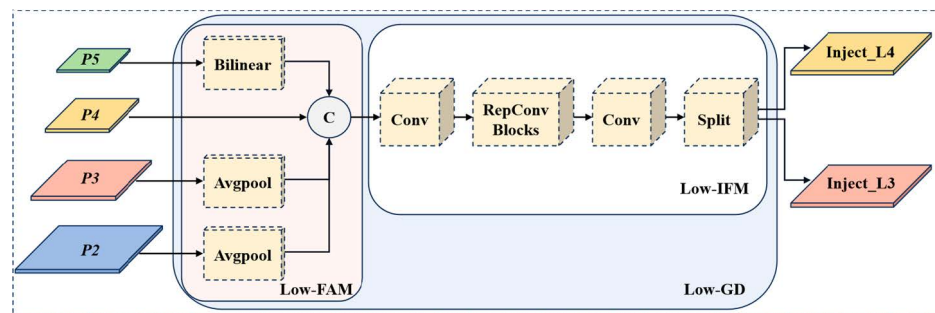 P5
Bilinear
Inject_L4
P4
C
Conv
RepConv
Blocks
Conv
Split
P3
Avgpool
Inject_L3
Low-IFM
P2
Avgpool
Low-FAM
Low-GD